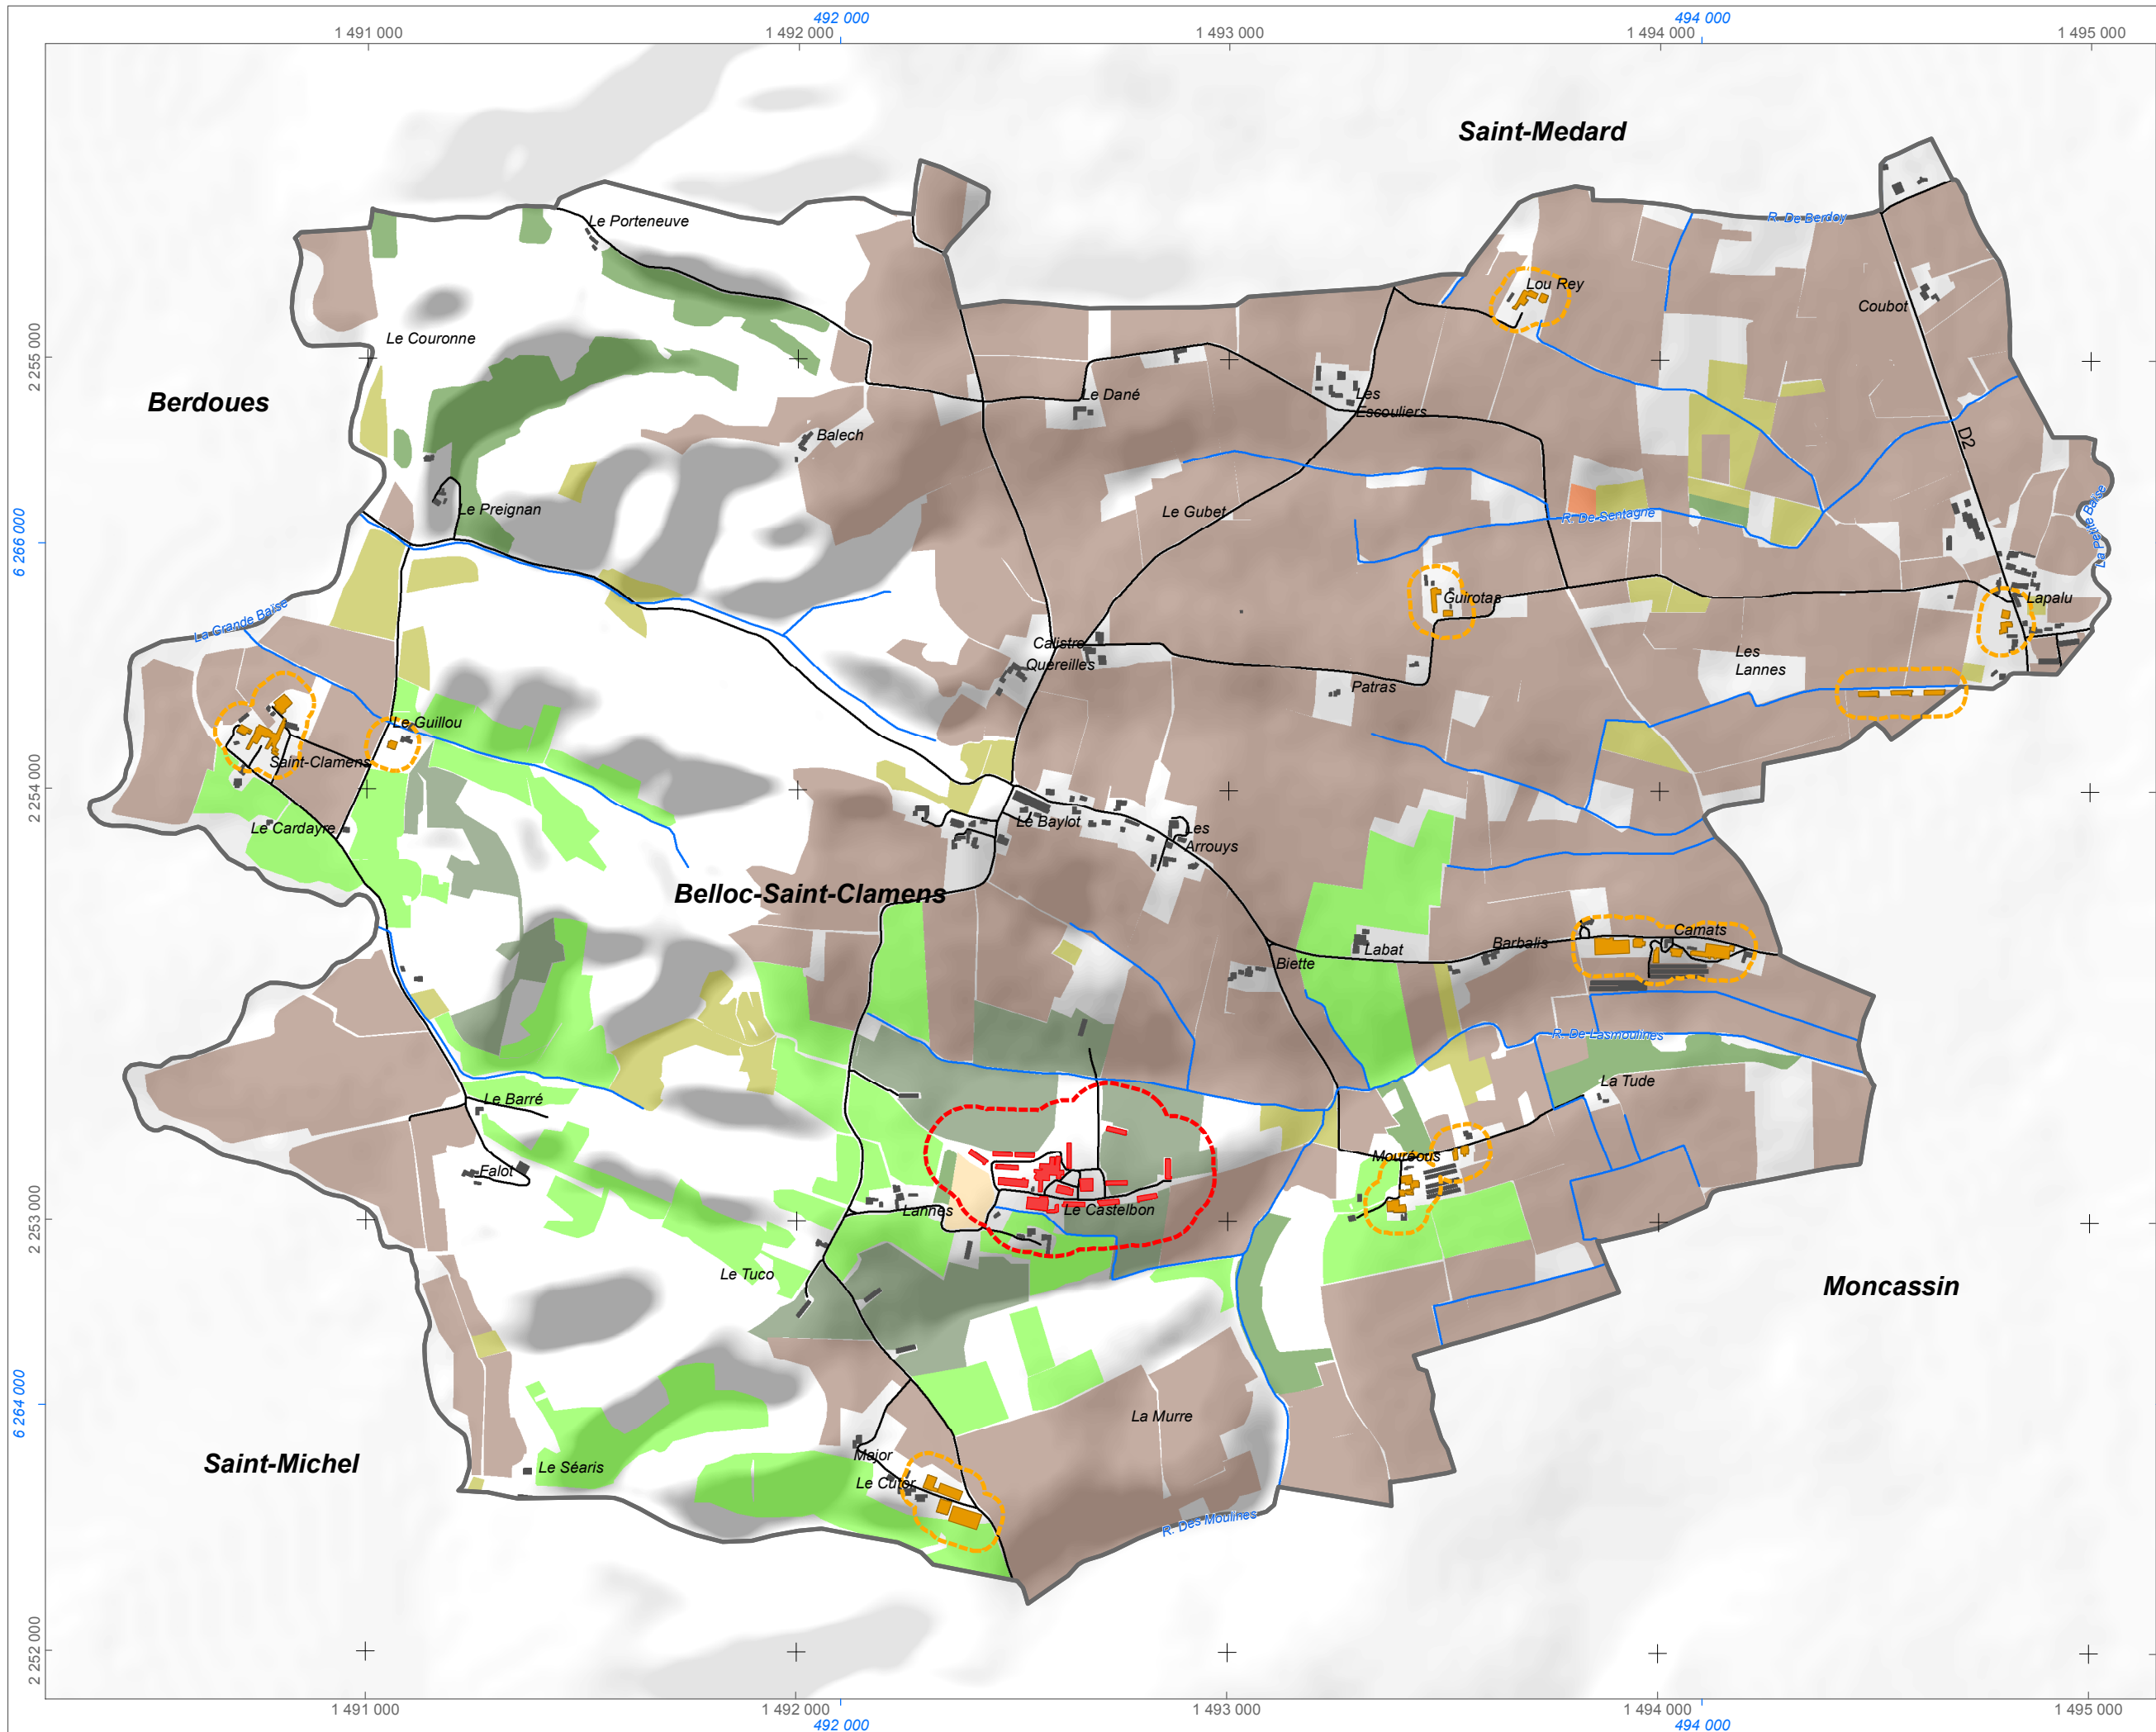 492 000
494 000
1 491 000
1 492 000
1 493 000
1 494 000
1 495 000
Saint-Medard
Le Porteneuve
R. De Berdoy
Lou Rey
Coubot
Le Couronne
2 255 000
Berdoues
Le Dané
Les
Escouliers
Balech
D2
Le Preignan
Le Gubet
R. De Sentagne
La Petite Baïse
6 266 000
La Grande Baïse
Guirotas
Lapalu
Calistre
Quereilles
Les
Lannes
Patras
Le Guillou
Saint-Clamens
2 254 000
Le Cardayre
Le Baylot
Les
Arrouys
Belloc-Saint-Clamens
Camats
Labat
Barbalis
Biette
R. De Lasmoulines
La Tude
Le Barré
Mouréous
Falot
Lannes
Le Castelbon
2 253 000
Le Tuco
Moncassin
6 264 000
La Murre
Major
Saint-Michel
Le Séaris
Le Cutor
R. Des Moulines
2 252 000
1 491 000
1 492 000
1 493 000
1 494 000
1 495 000
492 000
494 000